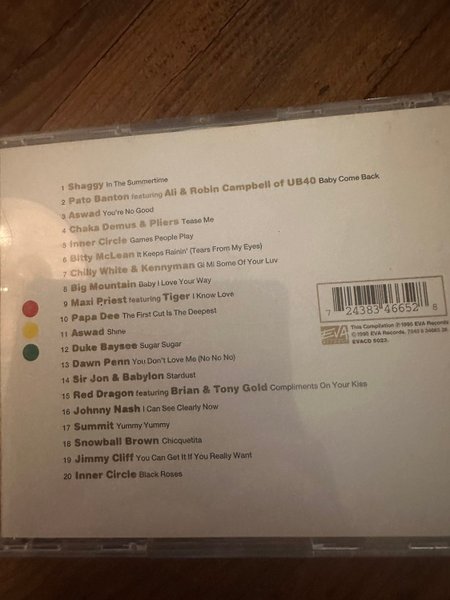 1 Shaggy In The Summertime
2 Pato Banton featuring Ali & Robin Campbell of UB40 Baby Come Back
3 Aswad You're No Good
4 Chaka Demus & Pliers Tease Me
5 Inner Circle Games People Play
6 Bitty McLean It Keeps Rainin' (Tears From My Eyes)
7 Chilly White & Kennyman Gi Mi Some Of Your Luv
8 Big Mountain Baby I Love Your Way
9 Maxi Priest featuring Tiger I Know Love
10 Papa Dee The First Cut Is The Deepest
11 Aswad Shine
12 Duke Baysee Sugar Sugar
13 Dawn Penn You Don't Love Me (No No No)
14 Sir Jon & Babylon Stardust
15 Red Dragon featuring Brian & Tony Gold Compliments On Your Kiss
16 Johnny Nash I Can See Clearly Now
17 Summit Yummy Yummy
18 Snowball Brown Chicquetita
19 Jimmy Cliff You Can Get It If You Really Want
20 Inner Circle Black Roses
7 24383 46652 8
EVA
This Compilation ℗ 1995 EVA Records
© 1995 EVA Records.
EVACD 5023.